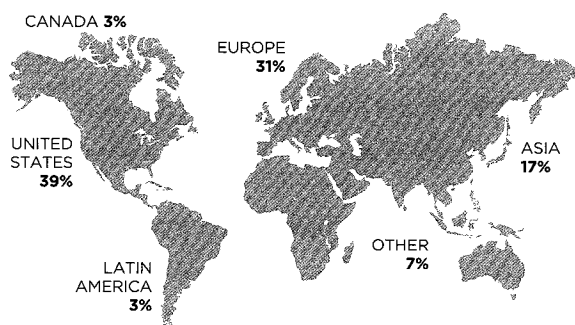 CANADA 3%
EUROPE
31%
UNITED
STATES
39%
ASIA
17%
OTHER
7%
LATIN
AMERICA
3%